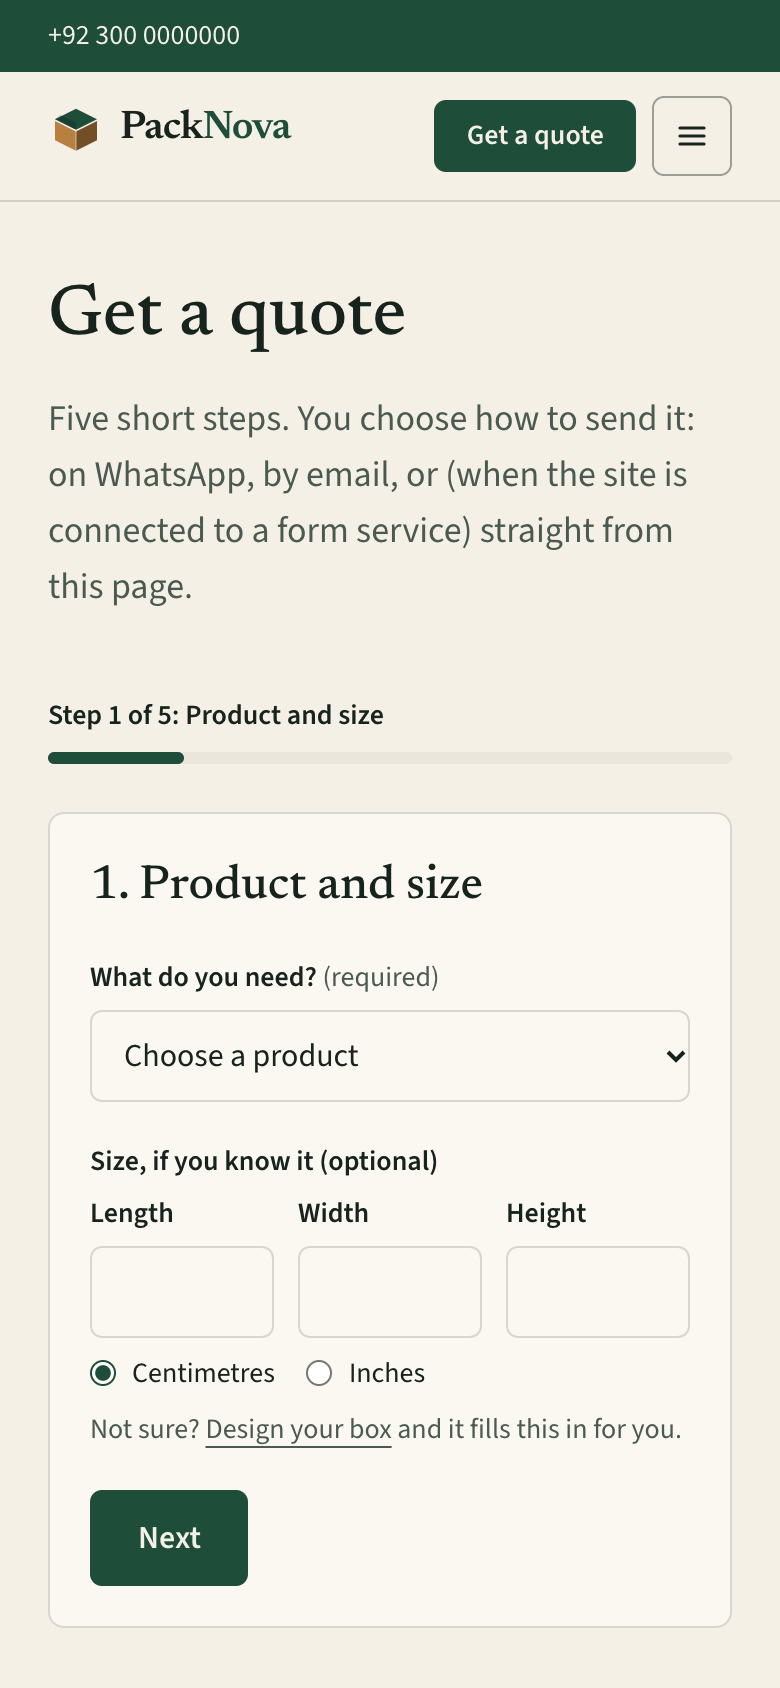 +92 300 0000000
PackNova
Get a quote
Get a quote
Five short steps. You choose how to send it:
on WhatsApp, by email, or (when the site is
connected to a form service) straight from
this page.
Step 1 of 5: Product and size
1. Product and size
What do you need? (required)
Choose a product
Size, if you know it (optional)
Length Width Height
Centimetres Inches
Not sure? Design your box and it fills this in for you.
Next